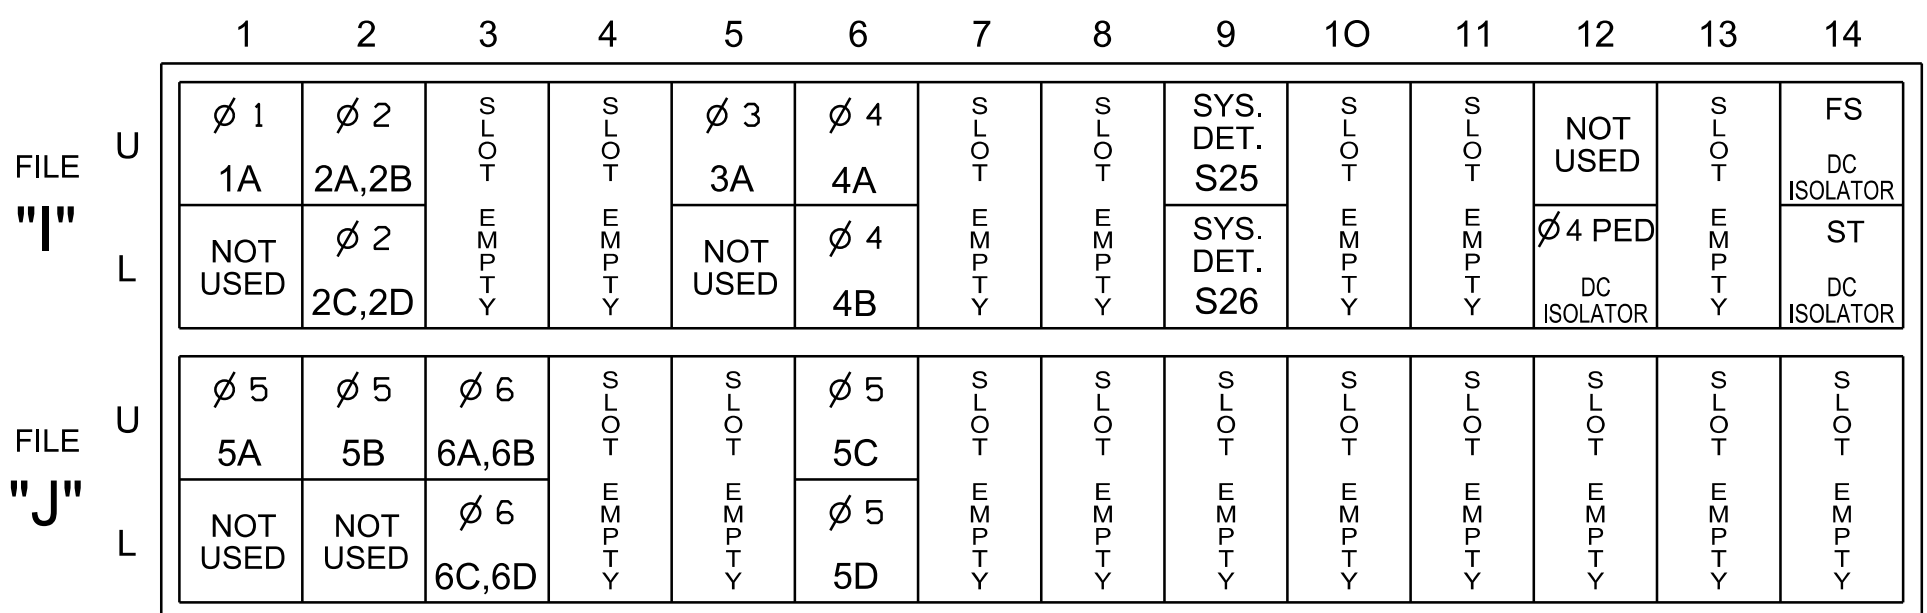 1 2 3 4 5 6 7 8 9 10 11 12 13 14
FILE
"I"
U
L
Ø 1
1A
NOT
USED
Ø 2
2A,2B
Ø 2
2C,2D
SLOT EMPTY
SLOT EMPTY
Ø 3
3A
NOT
USED
Ø 4
4A
Ø 4
4B
SLOT EMPTY
SLOT EMPTY
SYS.
DET.
S25
SYS.
DET.
S26
SLOT EMPTY
SLOT EMPTY
NOT
USED
Ø 4 PED
DC
ISOLATOR
SLOT EMPTY
FS
DC
ISOLATOR
ST
DC
ISOLATOR
FILE
"J"
U
L
Ø 5
5A
NOT
USED
Ø 5
5B
NOT
USED
Ø 6
6A,6B
Ø 6
6C,6D
SLOT EMPTY
SLOT EMPTY
Ø 5
5C
Ø 5
5D
SLOT EMPTY
SLOT EMPTY
SLOT EMPTY
SLOT EMPTY
SLOT EMPTY
SLOT EMPTY
SLOT EMPTY
SLOT EMPTY